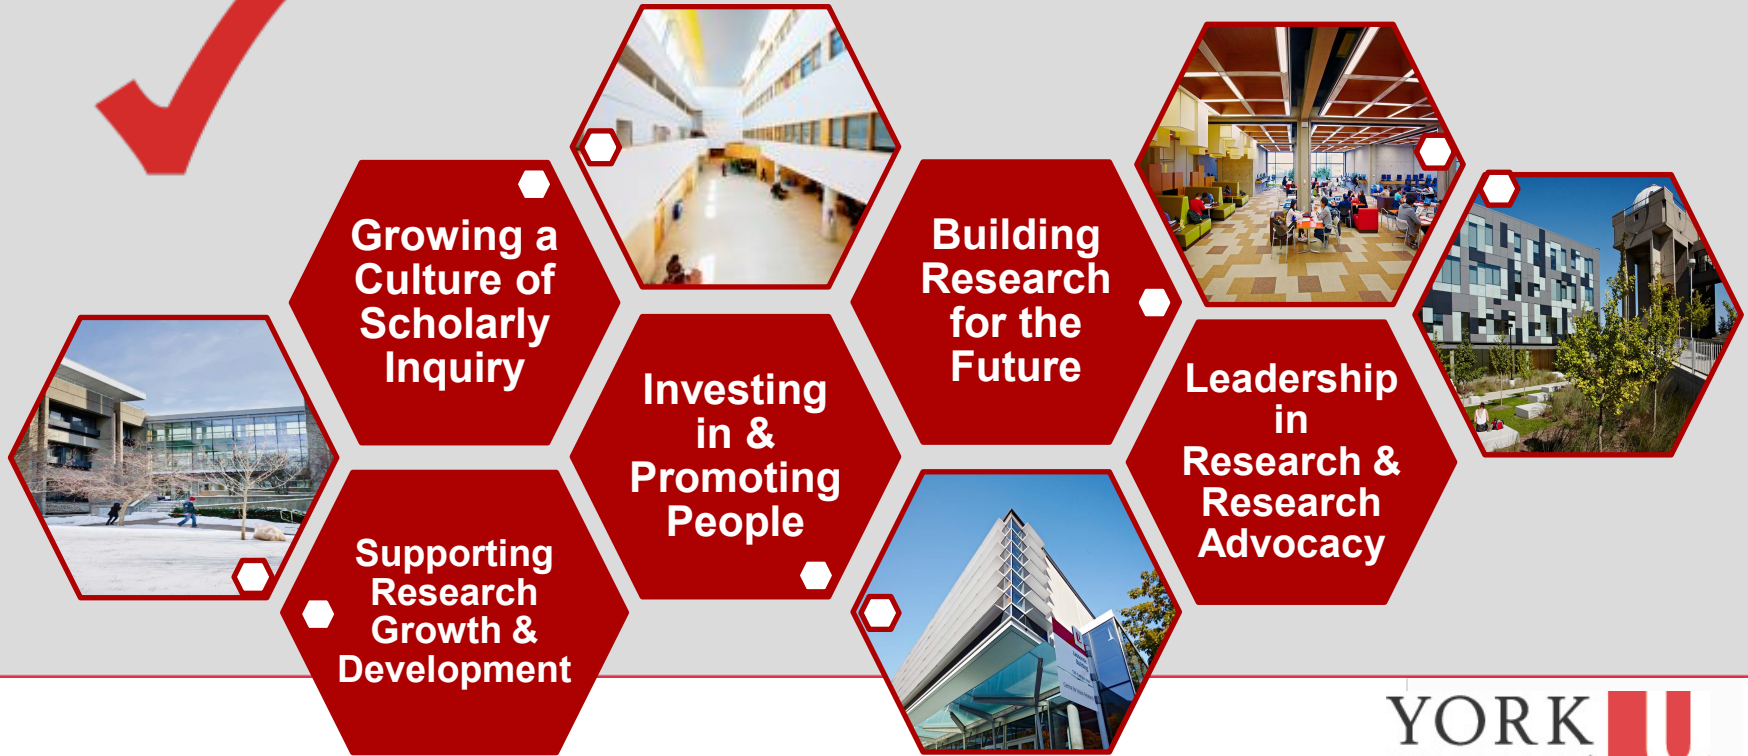 Growing a
Culture of
Scholarly
Inquiry
Building
Research
for the
Future
Investing
in &
Promoting
People
Leadership
in
Research &
Research
Advocacy
Supporting
Research
Growth &
Development
YORK U